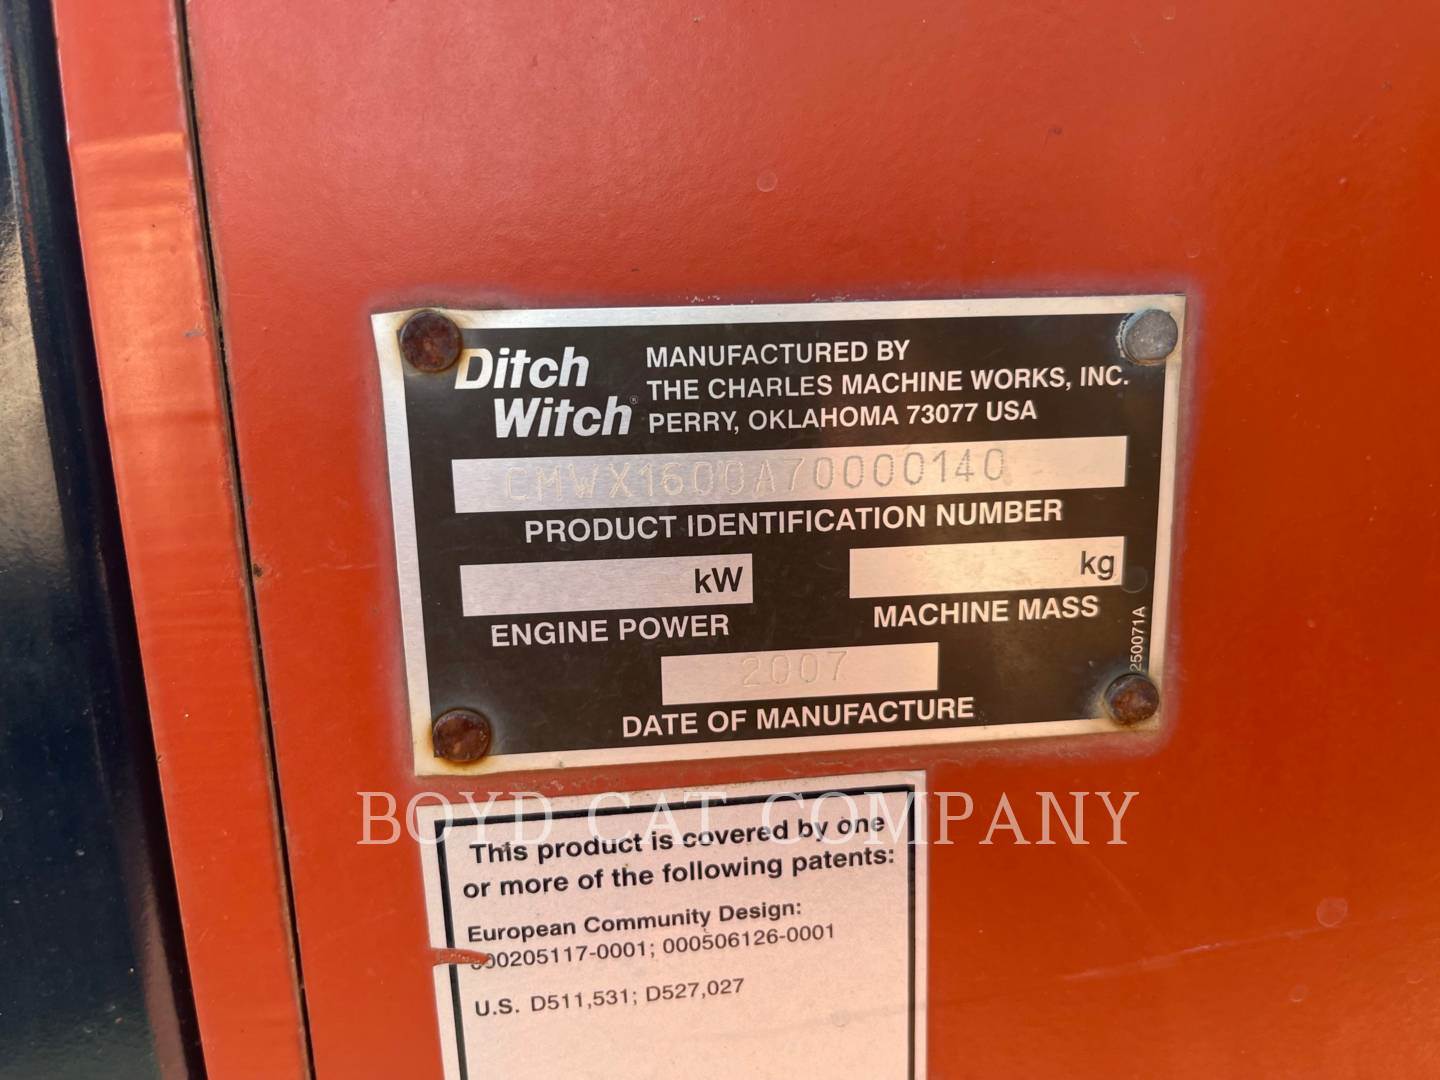 Ditch
Witch®
MANUFACTURED BY
THE CHARLES MACHINE WORKS, INC.
PERRY, OKLAHOMA 73077 USA
CMWX1600A70000140
PRODUCT IDENTIFICATION NUMBER
kW
ENGINE POWER
kg
MACHINE MASS
250071A
2007
DATE OF MANUFACTURE
BOYD CAT COMPANY
This product is covered by one
or more of the following patents:
European Community Design:
000205117-0001; 000506126-0001
U.S. D511,531; D527,027